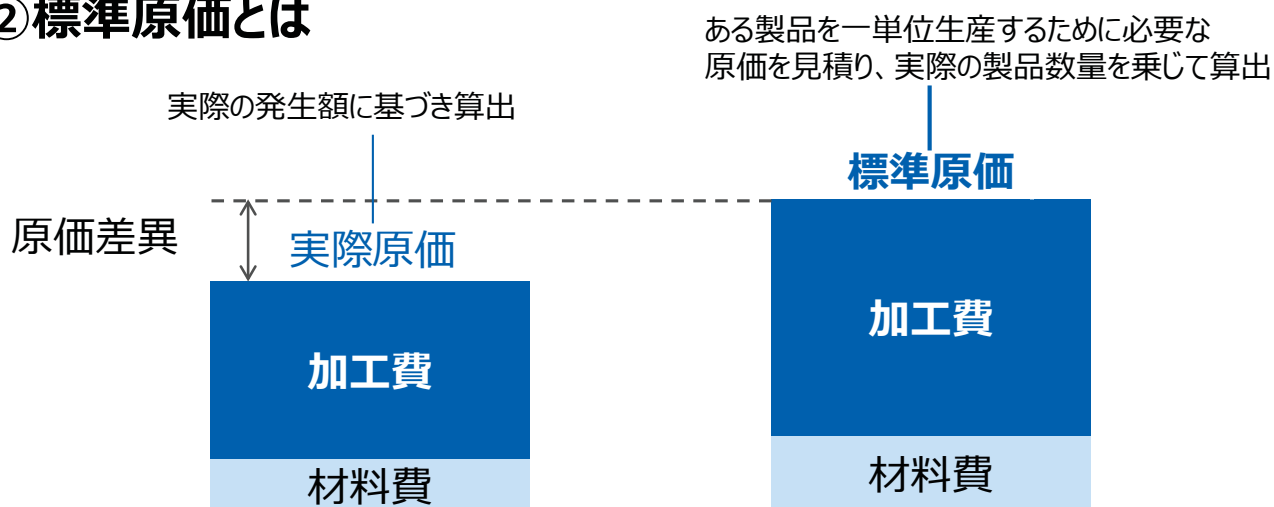 ②標準原価とは
ある製品を一単位生産するために必要な
原価を見積り、実際の製品数量を乗じて算出
実際の発生額に基づき算出
標準原価
原価差異
実際原価
加工費
加工費
材料費
材料費